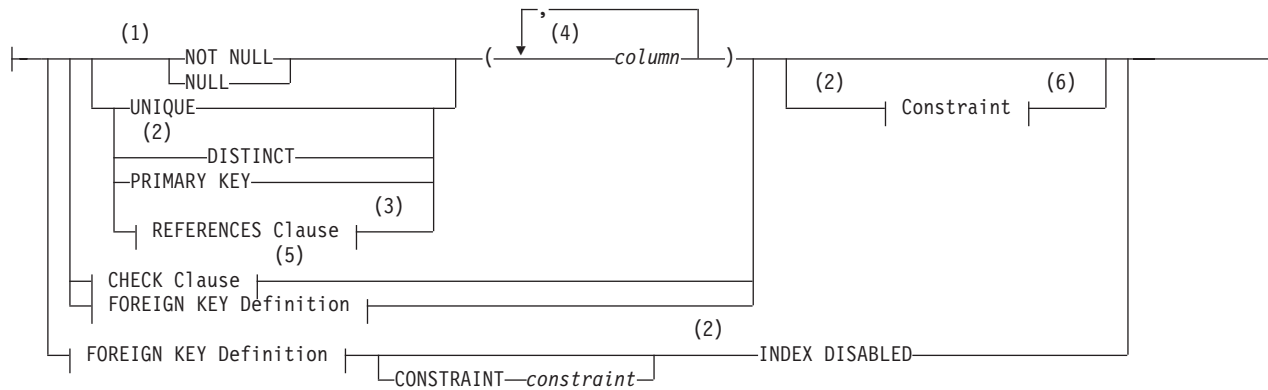 ,
(1) (4)
NOT NULL ( column )
NULL (2) (6)
UNIQUE Constraint
(2)
DISTINCT
PRIMARY KEY
(3)
REFERENCES Clause
(5)
CHECK Clause
FOREIGN KEY Definition
(2)
FOREIGN KEY Definition INDEX DISABLED
CONSTRAINT constraint